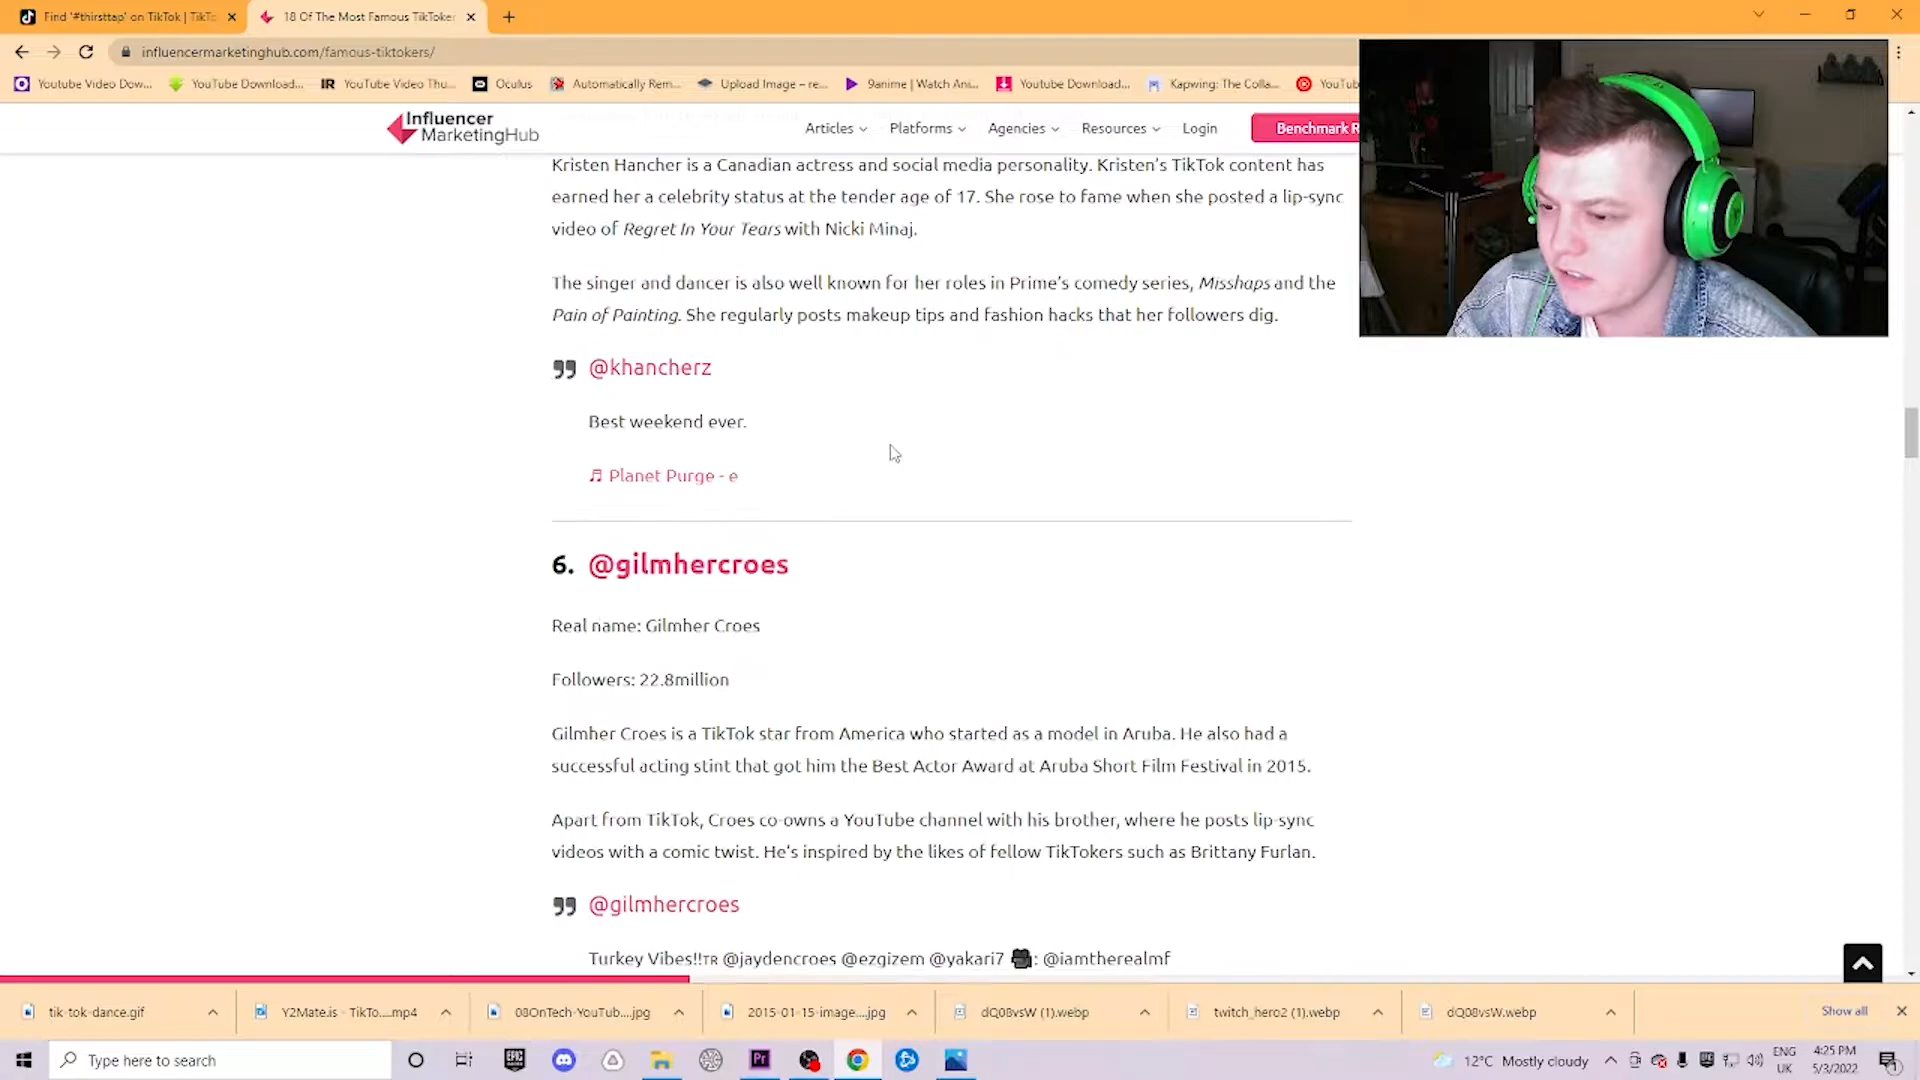 Find '#thirsttap' on TikTok | TikTo
18 Of The Most Famous TikToker
influencermarketinghub.com/famous-tiktokers/
Youtube Video Dow...
YouTube Download...
IR YouTube Video Thu...
Oculus
Automatically Rem...
Upload Image – re...
9anime | Watch Ani...
Youtube Download...
Kapwing: The Colla...
YouTub
Influencer
MarketingHub
Articles
Platforms
Agencies
Resources
Login
Benchmark R
Kristen Hancher is a Canadian actress and social media personality. Kristen's TikTok content has
earned her a celebrity status at the tender age of 17. She rose to fame when she posted a lip-sync
video of Regret In Your Tears with Nicki Minaj.
The singer and dancer is also well known for her roles in Prime's comedy series, Misshaps and the
Pain of Painting. She regularly posts makeup tips and fashion hacks that her followers dig.
@khancherz
Best weekend ever.
♬ Planet Purge - e
6. @gilmhercroes
Real name: Gilmher Croes
Followers: 22.8million
Gilmher Croes is a TikTok star from America who started as a model in Aruba. He also had a
successful acting stint that got him the Best Actor Award at Aruba Short Film Festival in 2015.
Apart from TikTok, Croes co-owns a YouTube channel with his brother, where he posts lip-sync
videos with a comic twist. He's inspired by the likes of fellow TikTokers such as Brittany Furlan.
@gilmhercroes
Turkey Vibes!!TR @jaydencroes @ezgizem @yakari7 🎥: @iamtherealmf
tik-tok-dance.gif
Y2Mate.is - TikTo....mp4
08OnTech-YouTub....jpg
2015-01-15-image....jpg
dQ08vsW (1).webp
twitch_hero2 (1).webp
dQ08vsW.webp
Show all
Type here to search
EPIC
Pr
12°C Mostly cloudy
ENG
UK
4:25 PM
5/3/2022